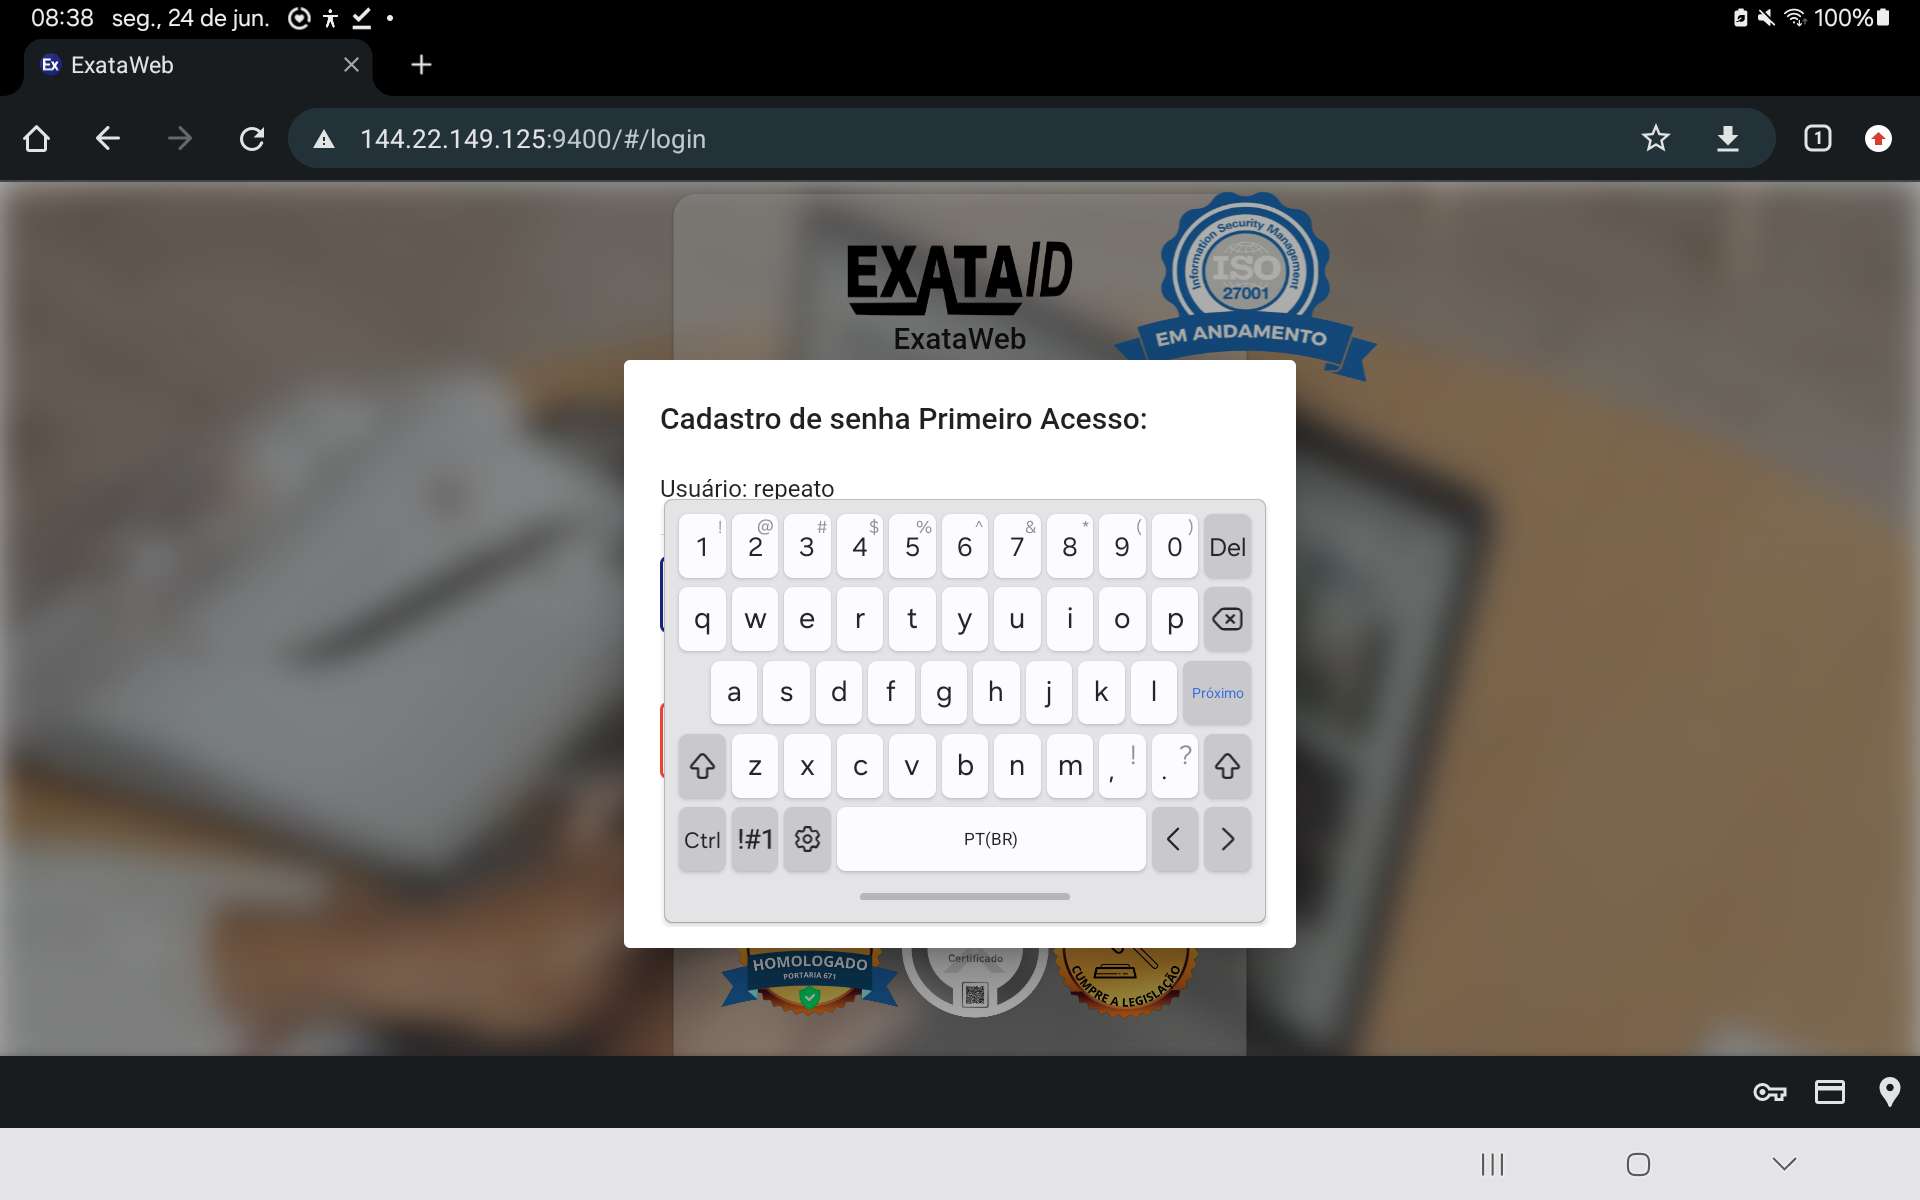 08:38 seg., 24 de jun.
100%
Ex ExataWeb
144.22.149.125:9400/#/login
1
EXATAID
ExataWeb
Information Security Management
ISO
27001
EM ANDAMENTO
Cadastro de senha Primeiro Acesso:
Usuário: repeato
! @ # $ % ^ & * ( )
1 2 3 4 5 6 7 8 9 0 Del
q w e r t y u i o p
a s d f g h j k l Próximo
z x c v b n m , ! . ?
Ctrl !#1 PT(BR) < >
HOMOLOGADO
PORTARIA 671
Certificado
CUMPRE A LEGISLAÇÃO